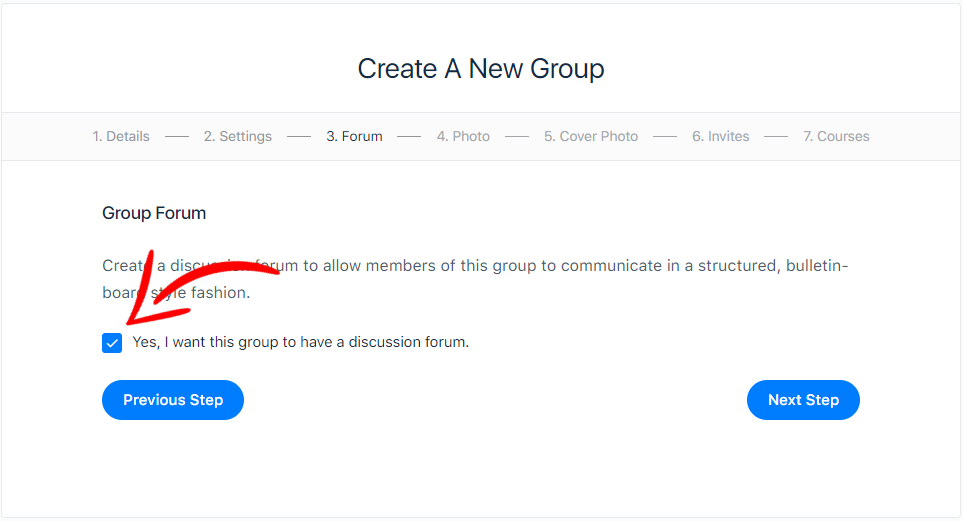 Create A New Group
1. Details 2. Settings 3. Forum 4. Photo 5. Cover Photo 6. Invites 7. Courses
Group Forum
Create a discussion forum to allow members of this group to communicate in a structured, bulletin-
board style fashion.
Yes, I want this group to have a discussion forum.
Previous Step Next Step